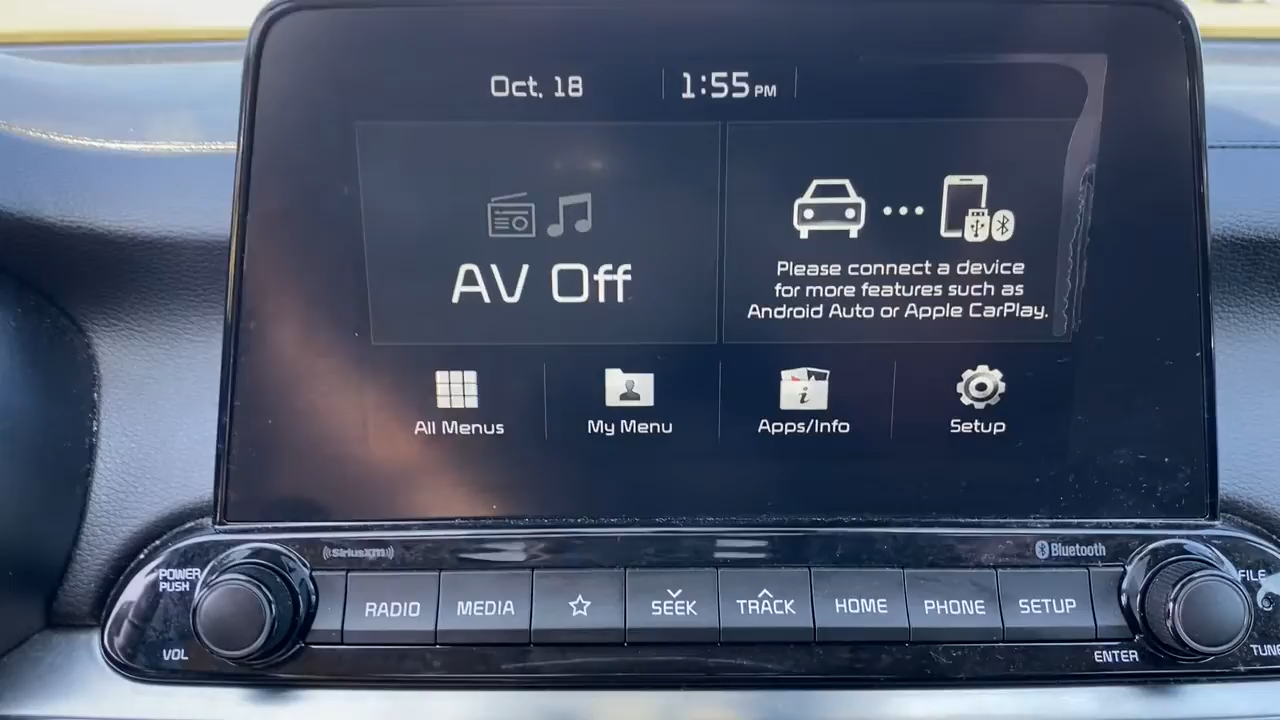 Oct. 18
1:55 PM
AV Off
Please connect a device
for more features such as
Android Auto or Apple CarPlay.
All Menus
My Menu
Apps/Info
Setup
((SiriusXM))
Bluetooth
POWER
PUSH
VOL
RADIO
MEDIA
SEEK
TRACK
HOME
PHONE
SETUP
FILE
ENTER
TUNE